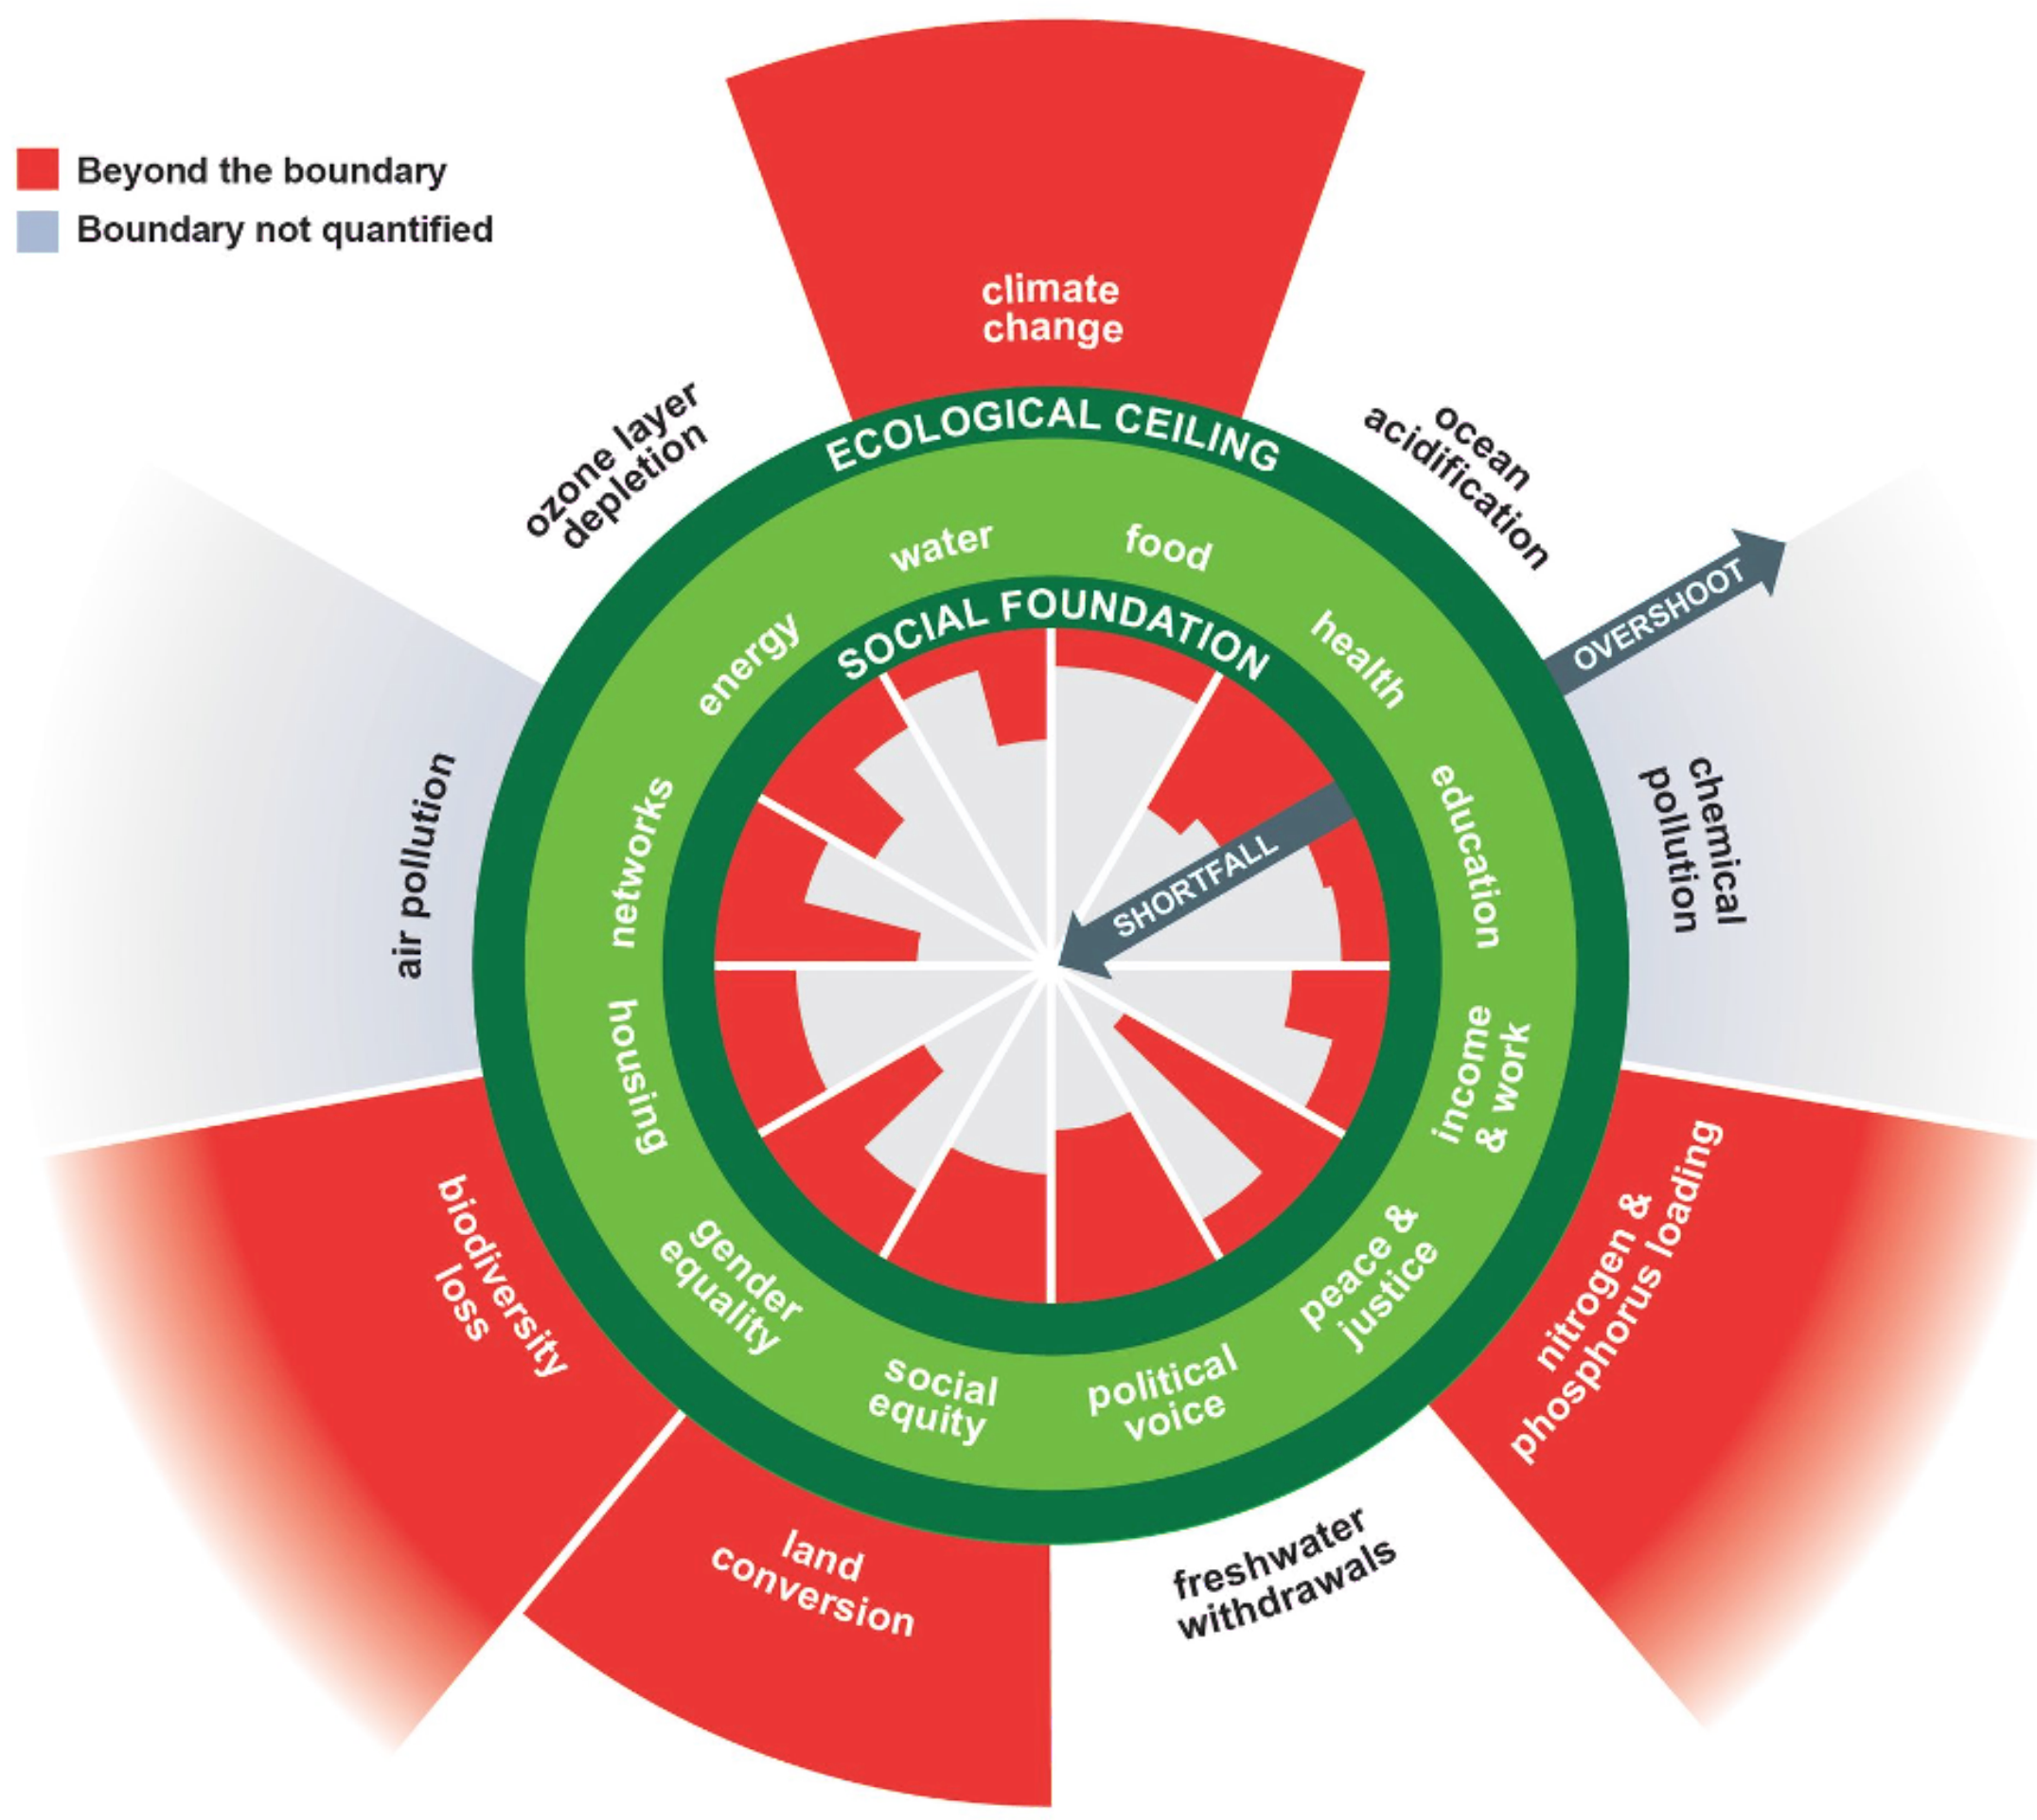 Beyond the boundary
Boundary not quantified
climate
change
ozone layer
depletion
ocean
acidification
ECOLOGICAL CEILING
OVERSHOOT
water
food
energy
health
SOCIAL FOUNDATION
networks
education
air pollution
chemical
pollution
SHORTFALL
housing
income
& work
biodiversity
loss
nitrogen &
phosphorus loading
gender
equality
peace &
justice
social
equity
political
voice
land
conversion
freshwater
withdrawals